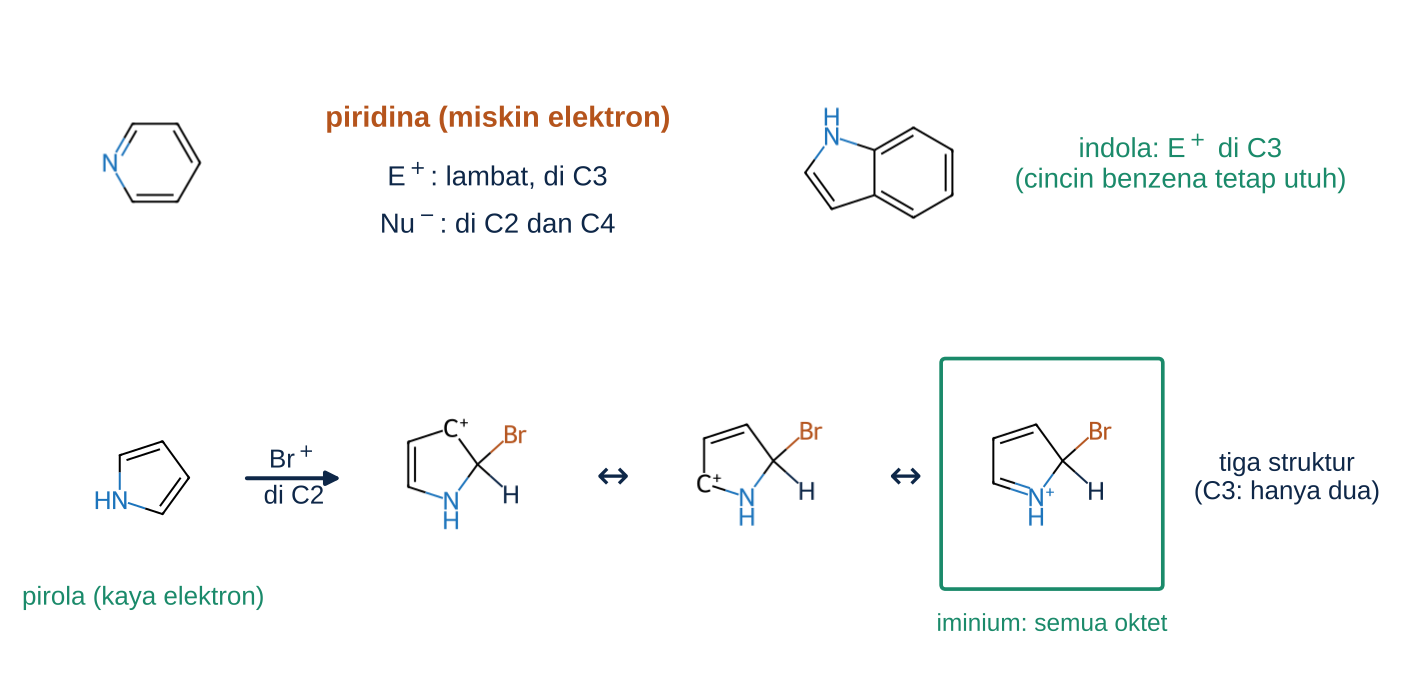 N
piridina (miskin elektron)
E⁺ : lambat, di C3
Nu⁻ : di C2 dan C4
H
N
indola: E⁺ di C3
(cincin benzena tetap utuh)
HN
Br⁺
di C2
C⁺
Br
H
N
H
↔
C⁺
Br
H
N
H
↔
Br
H
N⁺
H
tiga struktur
(C3: hanya dua)
pirola (kaya elektron)
iminium: semua oktet